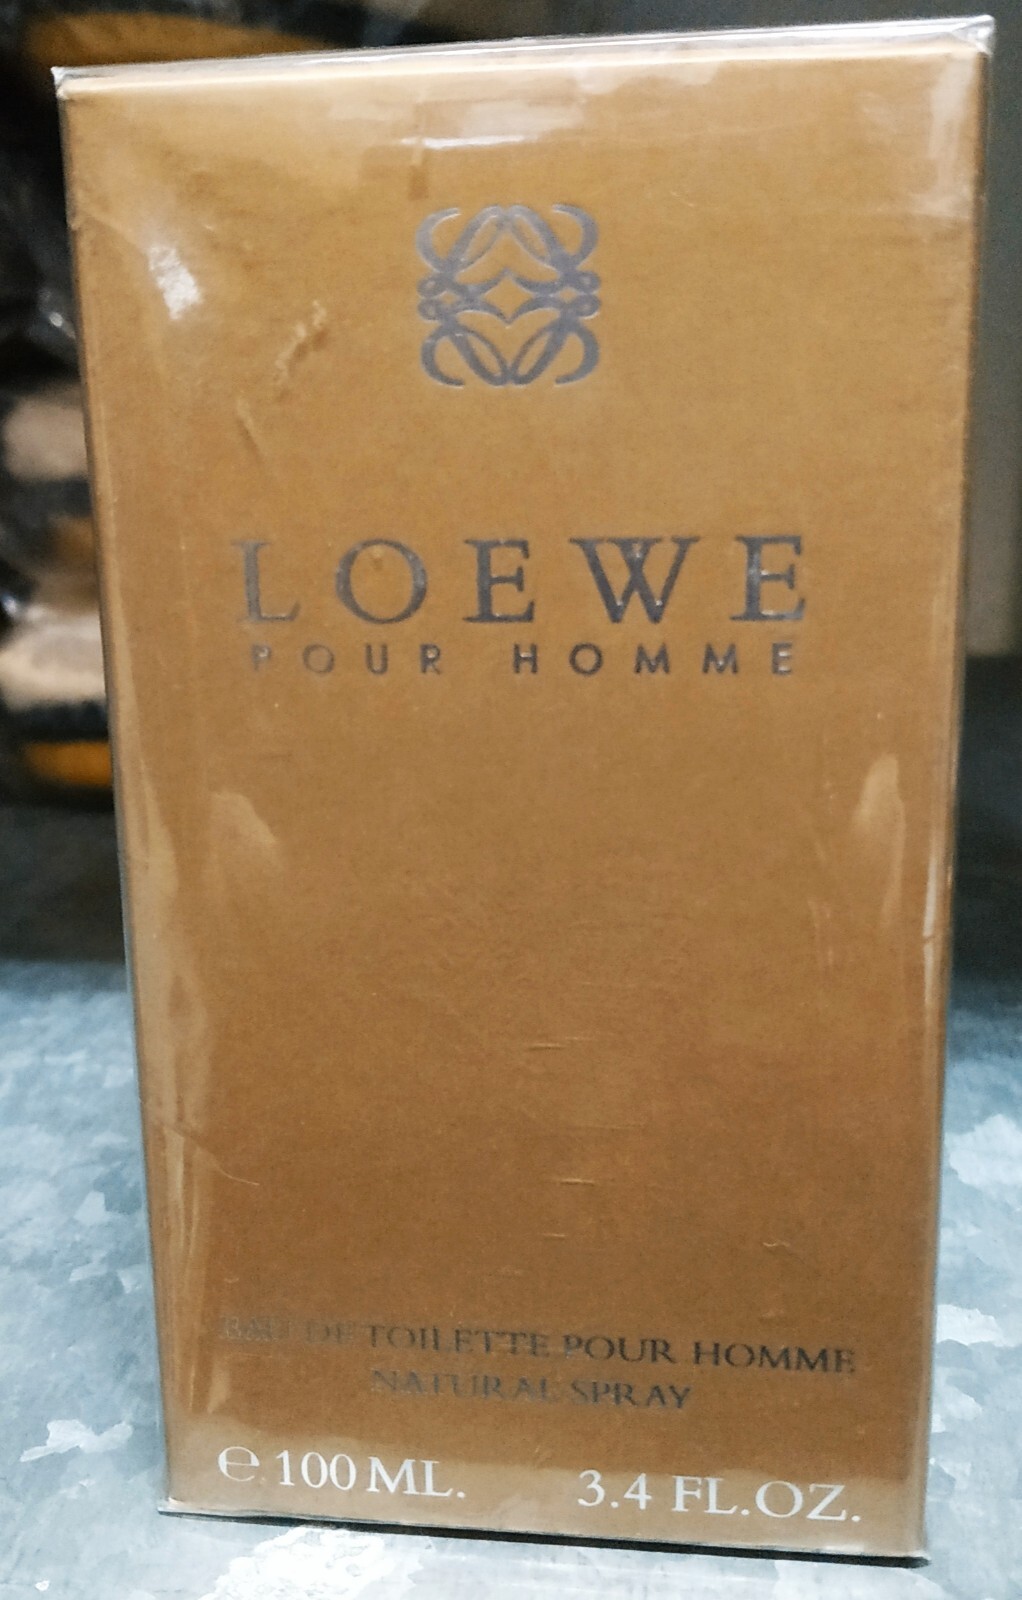 LOEWE
POUR HOMME
EAU DE TOILETTE POUR HOMME
NATURAL SPRAY
℮ 100 ML. 3.4 FL.OZ.